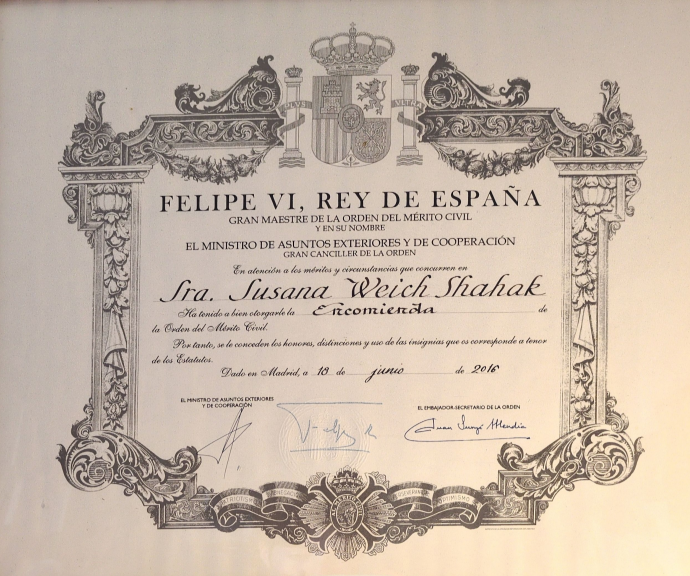 PLVS VLTRA
FELIPE VI, REY DE ESPAÑA
GRAN MAESTRE DE LA ORDEN DEL MÉRITO CIVIL
Y EN SU NOMBRE
EL MINISTRO DE ASUNTOS EXTERIORES Y DE COOPERACIÓN
GRAN CANCILLER DE LA ORDEN
En atención a los méritos y circunstancias que concurren en
Sra. Susana Weich Shahak
Ha tenido a bien otorgarle la Encomienda de
la Orden del Mérito Civil.
Por tanto, se le conceden los honores, distinciones y uso de las insignias que os corresponde a tenor
de los Estatutos.
Dado en Madrid, a 18 de junio de 2016
EL MINISTRO DE ASUNTOS EXTERIORES
Y DE COOPERACIÓN
EL EMBAJADOR-SECRETARIO DE LA ORDEN